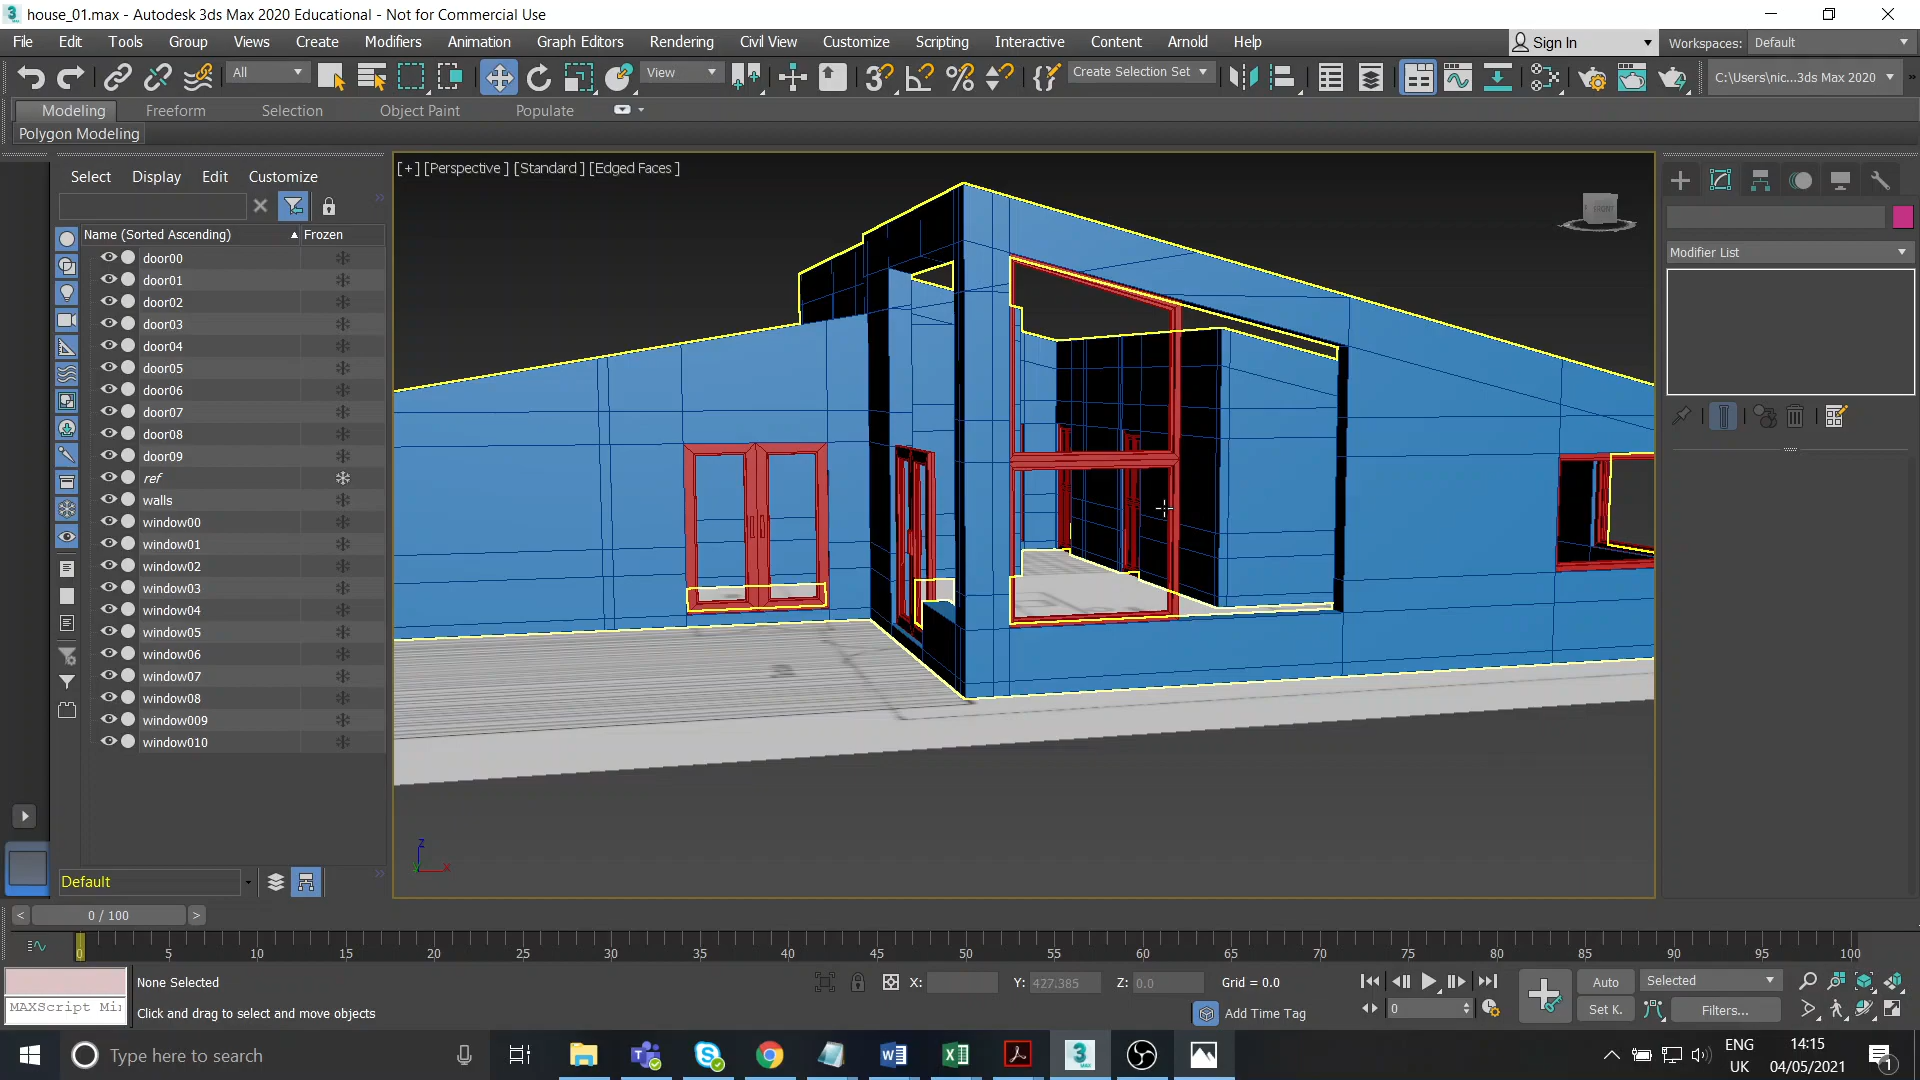 house_01.max - Autodesk 3ds Max 2020 Educational - Not for Commercial Use
File Edit Tools Group Views Create Modifiers Animation Graph Editors Rendering Civil View Customize Scripting Interactive Content Arnold Help Sign In Workspaces: Default
All View Create Selection Set C:\Users\nic...3ds Max 2020
Modeling Freeform Selection Object Paint Populate
Polygon Modeling
Select Display Edit Customize
[+] [Perspective ] [Standard ] [Edged Faces ]
FRONT
Name (Sorted Ascending) Frozen
Modifier List
door00
door01
door02
door03
door04
door05
door06
door07
door08
door09
ref
walls
window00
window01
window02
window03
window04
window05
window06
window07
window08
window009
window010
z
x
Default
0 / 100
0 5 10 15 20 25 30 35 40 45 50 55 60 65 70 75 80 85 90 95 100
None Selected X: Y: 427.385 Z: 0.0 Grid = 0.0 Auto Selected
MAXScript Mi
Click and drag to select and move objects Add Time Tag 0 Set K. Filters...
Type here to search
ENG
UK
14:15
04/05/2021
1